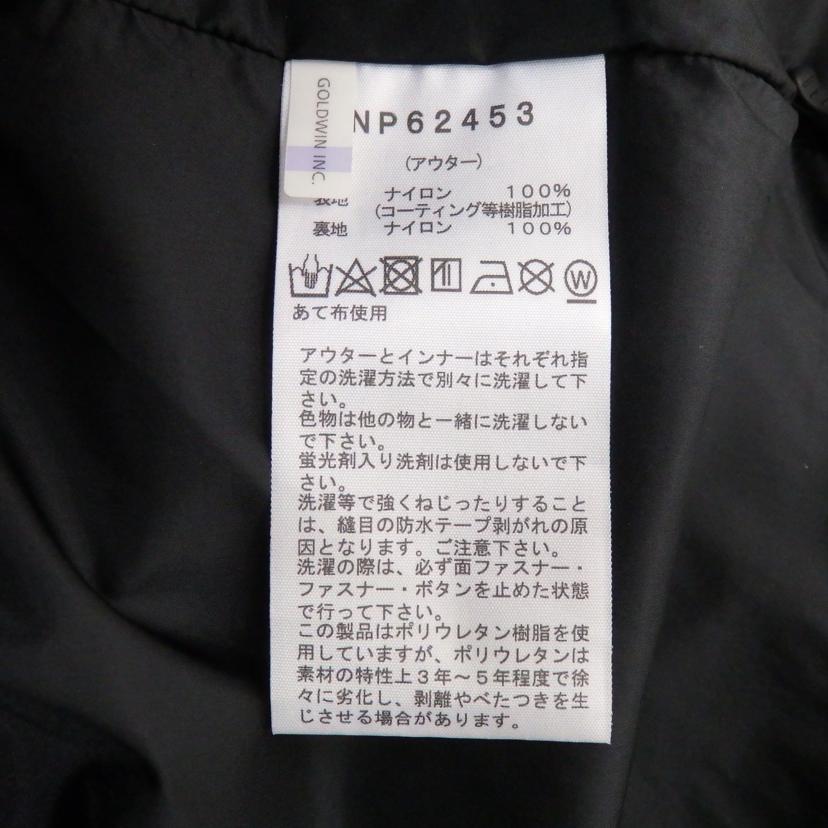 GOLDWIN INC.
NP62453
(アウター)
表地 ナイロン 100%
(コーティング等樹脂加工)
裏地 ナイロン 100%
W
あて布使用
アウターとインナーはそれぞれ指
定の洗濯方法で別々に洗濯して下
さい。
色物は他の物と一緒に洗濯しない
で下さい。
蛍光剤入り洗剤は使用しないで下
さい。
洗濯等で強くねじったりすること
は、縫目の防水テープ剥がれの原
因となります。ご注意下さい。
洗濯の際は、必ず面ファスナー・
ファスナー・ボタンを止めた状態
で行って下さい。
この製品はポリウレタン樹脂を使
用していますが、ポリウレタンは
素材の特性上3年～5年程度で徐
々に劣化し、剥離やべたつきを生
じさせる場合があります。